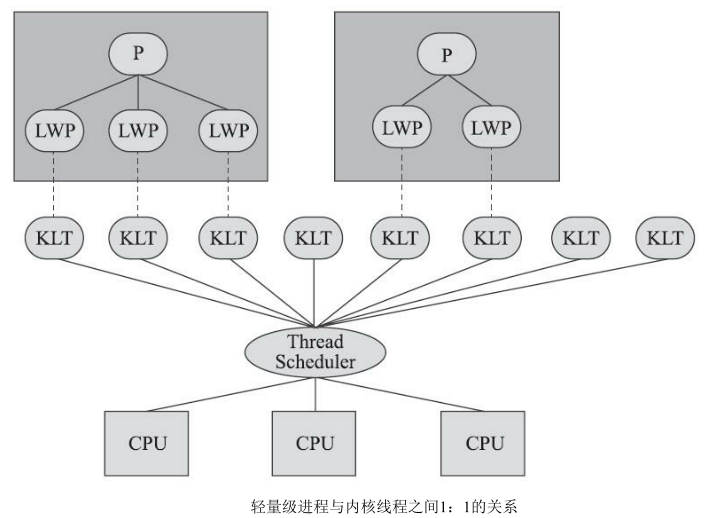 P
P
LWP
LWP
LWP
LWP
LWP
KLT
KLT
KLT
KLT
KLT
KLT
KLT
KLT
Thread
Scheduler
CPU
CPU
CPU
轻量级进程与内核线程之间1：1的关系